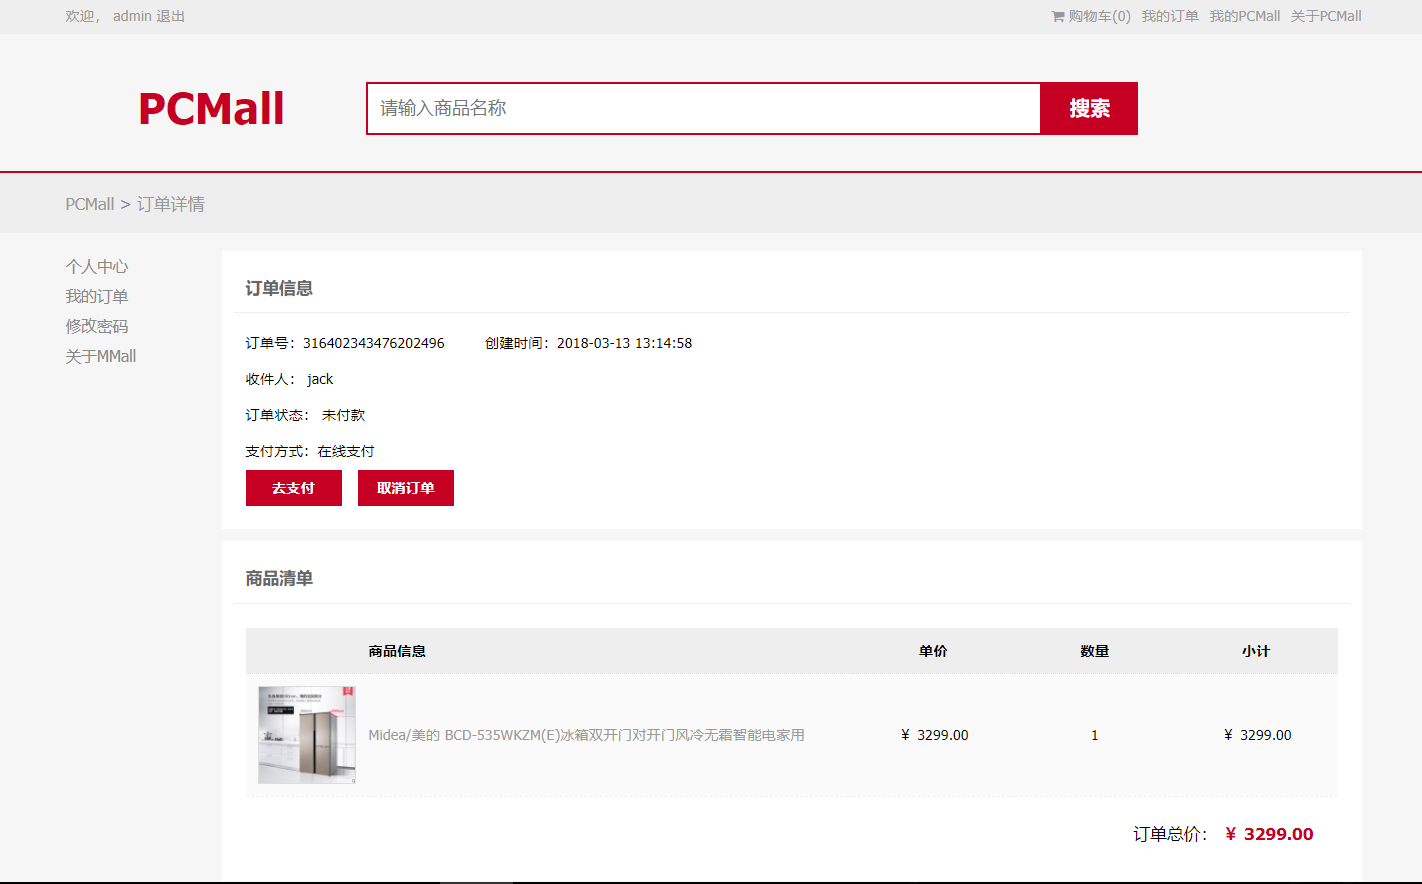 欢迎， admin 退出
购物车(0) 我的订单 我的PCMall 关于PCMall
PCMall
请输入商品名称 搜索
PCMall > 订单详情
个人中心
我的订单
修改密码
关于MMall
订单信息
订单号：316402343476202496 创建时间：2018-03-13 13:14:58
收件人： jack
订单状态： 未付款
支付方式：在线支付
去支付 取消订单
商品清单
商品信息 单价 数量 小计
Midea/美的 BCD-535WKZM(E)冰箱双开门对开门风冷无霜智能电家用 ￥ 3299.00 1 ￥ 3299.00
订单总价： ￥ 3299.00